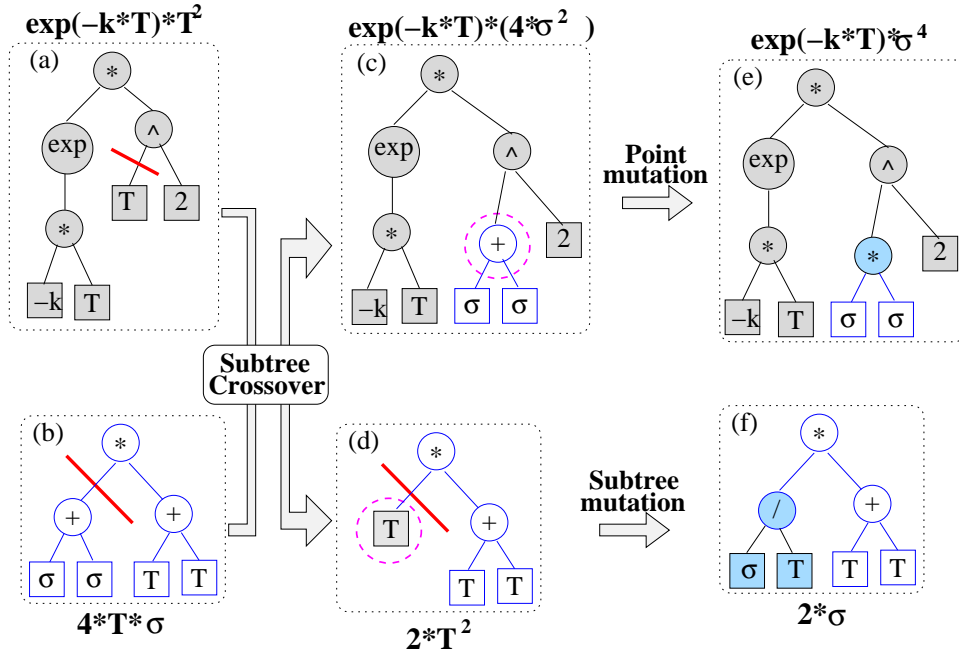 exp(−k*T)*T²
exp(−k*T)*(4*σ² )
exp(−k*T)*σ⁴
(a)
*
exp
^
T
2
*
−k
T
(c)
*
exp
^
*
+
2
−k
T
σ
σ
Point
mutation
(e)
*
exp
^
*
*
2
−k
T
σ
σ
Subtree
Crossover
(b)
*
+
+
σ
σ
T
T
4*T*σ
(d)
*
T
+
T
T
2*T²
Subtree
mutation
(f)
*
/
+
σ
T
T
T
2*σ